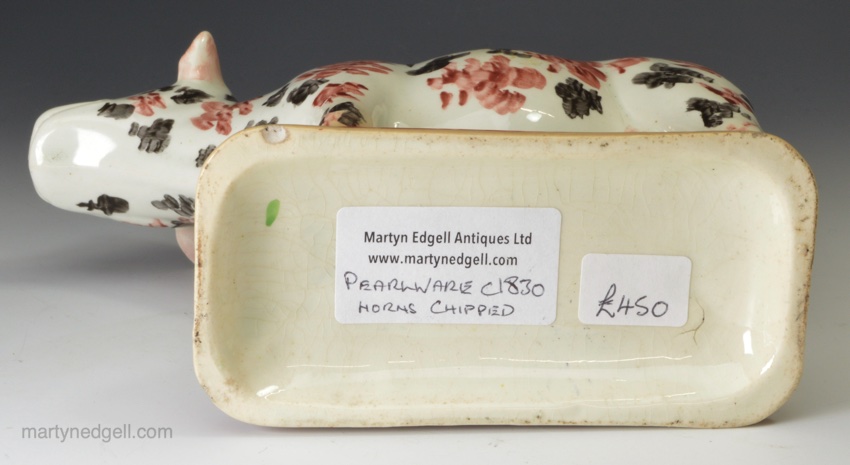 Martyn Edgell Antiques Ltd
www.martynedgell.com
PEARLWARE C1830
HORNS CHIPPED
£450
martynedgell.com